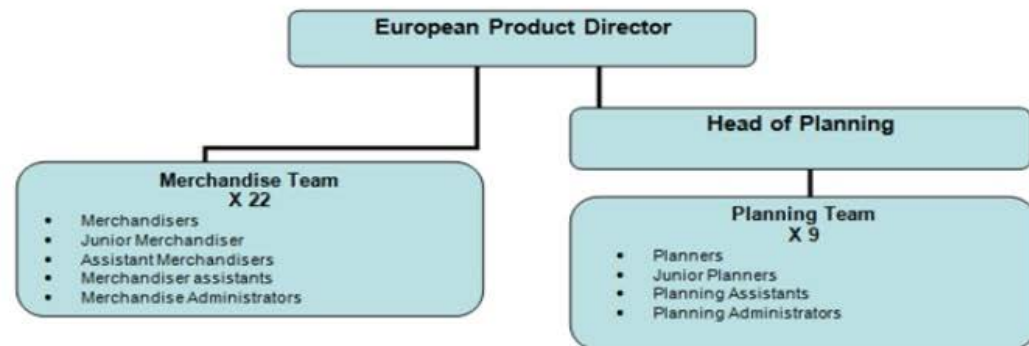 European Product Director
Head of Planning
Merchandise Team
X 22
• Merchandisers
• Junior Merchandiser
• Assistant Merchandisers
• Merchandiser assistants
• Merchandise Administrators
Planning Team
X 9
• Planners
• Junior Planners
• Planning Assistants
• Planning Administrators